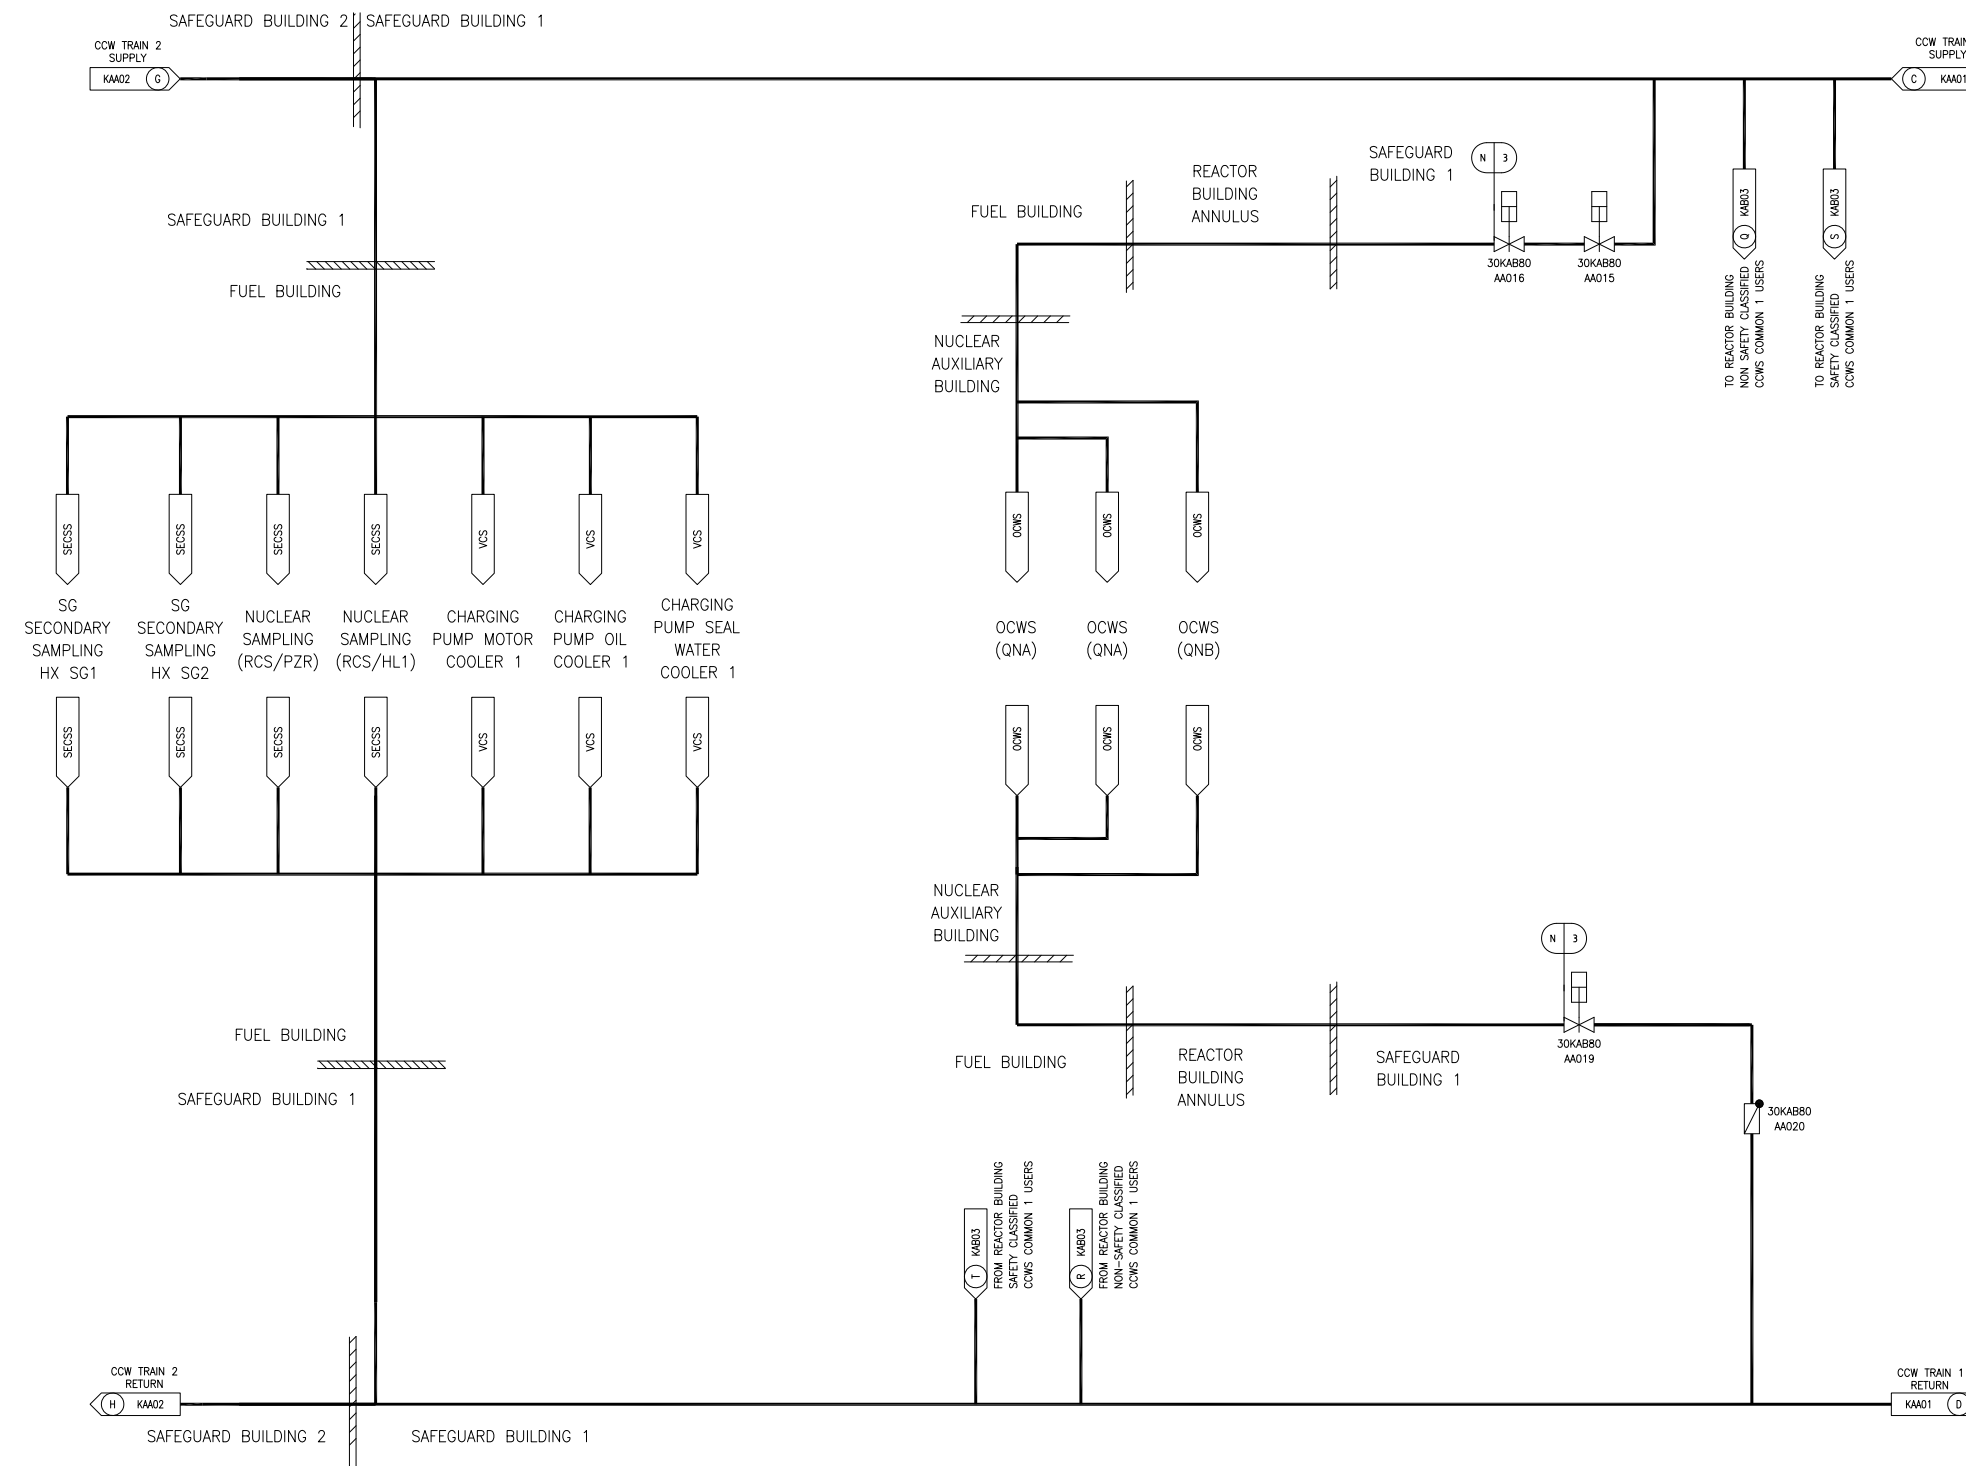 SAFEGUARD BUILDING 2
SAFEGUARD BUILDING 1
CCW TRAIN 2
SUPPLY
KAA02 G
CCW TRAIN
SUPPLY
C KAA01
SAFEGUARD
BUILDING 1
N 3
REACTOR
BUILDING
ANNULUS
FUEL BUILDING
30KAB80
AA016
30KAB80
AA015
Q KAB03
TO REACTOR BUILDING
NON SAFETY CLASSIFIED
CCWS COMMON 1 USERS
S KAB03
TO REACTOR BUILDING
SAFETY CLASSIFIED
CCWS COMMON 1 USERS
SAFEGUARD BUILDING 1
FUEL BUILDING
NUCLEAR
AUXILIARY
BUILDING
SECSS
SECSS
SECSS
SECSS
VCS
VCS
VCS
OCWS
OCWS
OCWS
SG
SECONDARY
SAMPLING
HX SG1
SG
SECONDARY
SAMPLING
HX SG2
NUCLEAR
SAMPLING
(RCS/PZR)
NUCLEAR
SAMPLING
(RCS/HL1)
CHARGING
PUMP MOTOR
COOLER 1
CHARGING
PUMP OIL
COOLER 1
CHARGING
PUMP SEAL
WATER
COOLER 1
OCWS
(QNA)
OCWS
(QNA)
OCWS
(QNB)
SECSS
SECSS
SECSS
SECSS
VCS
VCS
VCS
OCWS
OCWS
OCWS
NUCLEAR
AUXILIARY
BUILDING
N 3
30KAB80
AA019
FUEL BUILDING
SAFEGUARD BUILDING 1
FUEL BUILDING
REACTOR
BUILDING
ANNULUS
SAFEGUARD
BUILDING 1
30KAB80
AA020
T KAB03
FROM REACTOR BUILDING
SAFETY CLASSIFIED
CCWS COMMON 1 USERS
R KAB03
FROM REACTOR BUILDING
NON-SAFETY CLASSIFIED
CCWS COMMON 1 USERS
CCW TRAIN 2
RETURN
H KAA02
CCW TRAIN 1
RETURN
KAA01 D
SAFEGUARD BUILDING 2
SAFEGUARD BUILDING 1